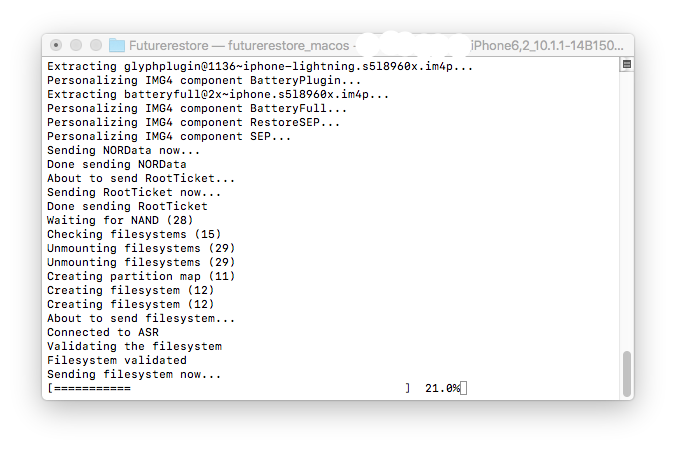 Futurerestore — futurerestore_macos - iPhone6,2_10.1.1-14B150...
Extracting glyphplugin@1136~iphone-lightning.s5l8960x.im4p...
Personalizing IMG4 component BatteryPlugin...
Extracting batteryfull@2x~iphone.s5l8960x.im4p...
Personalizing IMG4 component BatteryFull...
Personalizing IMG4 component RestoreSEP...
Personalizing IMG4 component SEP...
Sending NORData now...
Done sending NORData
About to send RootTicket...
Sending RootTicket now...
Done sending RootTicket
Waiting for NAND (28)
Checking filesystems (15)
Unmounting filesystems (29)
Unmounting filesystems (29)
Creating partition map (11)
Creating filesystem (12)
Creating filesystem (12)
About to send filesystem...
Connected to ASR
Validating the filesystem
Filesystem validated
Sending filesystem now...
[===========                                       ]  21.0%